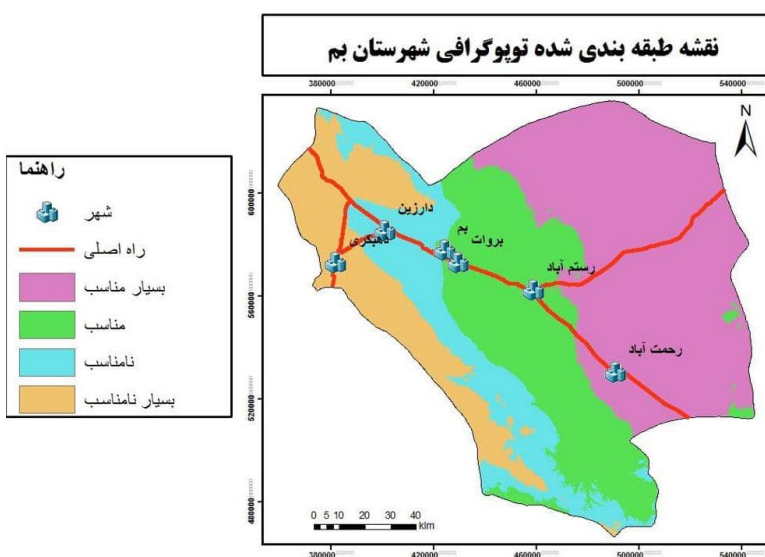 نقشه طبقه بندی شده توپوگرافی شهرستان بم
380000 420000 460000 500000 540000
N
راهنما
شهر
راه اصلی
بسیار مناسب
مناسب
نامناسب
بسیار نامناسب
600000
560000
520000
480000
دارزین
دهبکری
بم
بروات
رستم آباد
رحمت آباد
0 5 10 20 30 40
klm
380000 420000 460000 500000 540000